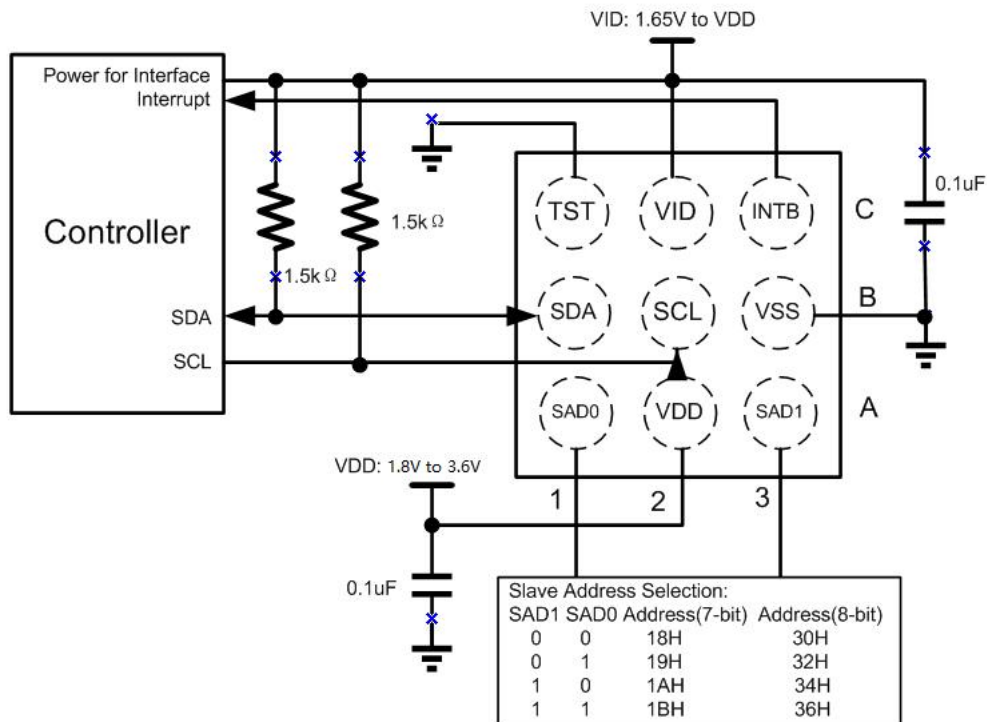 VID: 1.65V to VDD
Power for Interface
Interrupt
TST VID INTB C
0.1uF
1.5k Ω
Controller
1.5k Ω
SDA SDA SCL VSS B
SCL
SAD0 VDD SAD1 A
VDD: 1.8V to 3.6V
1 2 3
0.1uF
Slave Address Selection:
SAD1 SAD0 Address(7-bit) Address(8-bit)
0 0 18H 30H
0 1 19H 32H
1 0 1AH 34H
1 1 1BH 36H